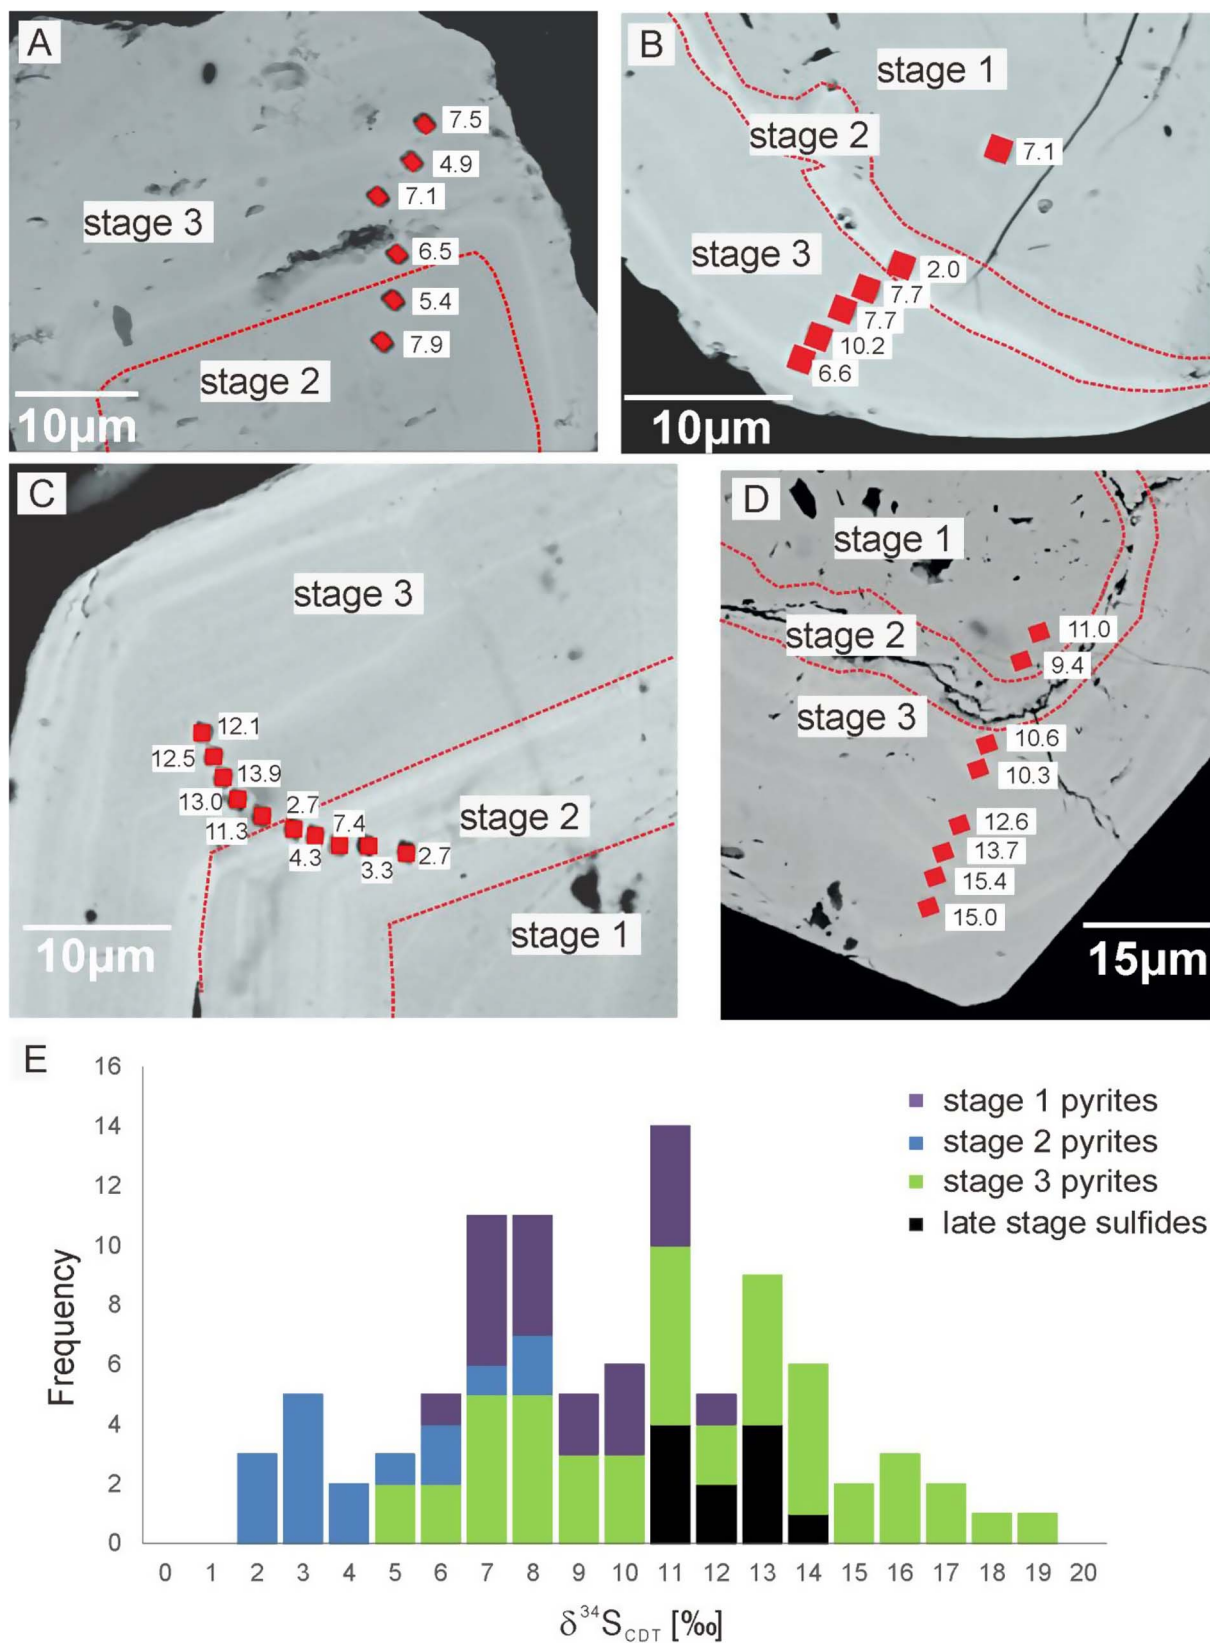 A
7.5
4.9
7.1
stage 3
6.5
5.4
7.9
stage 2
10µm
B
stage 1
stage 2
7.1
stage 3
2.0
7.7
7.7
10.2
6.6
10µm
C
stage 3
12.1
12.5
13.9
13.0
2.7
11.3
7.4
stage 2
4.3
3.3
2.7
stage 1
10µm
D
stage 1
11.0
stage 2
9.4
stage 3
10.6
10.3
12.6
13.7
15.4
15.0
15µm
E
16
14
12
10
8
6
4
2
0
Frequency
stage 1 pyrites
stage 2 pyrites
stage 3 pyrites
late stage sulfides
0 1 2 3 4 5 6 7 8 9 10 11 12 13 14 15 16 17 18 19 20
δ³⁴S_CDT [‰]